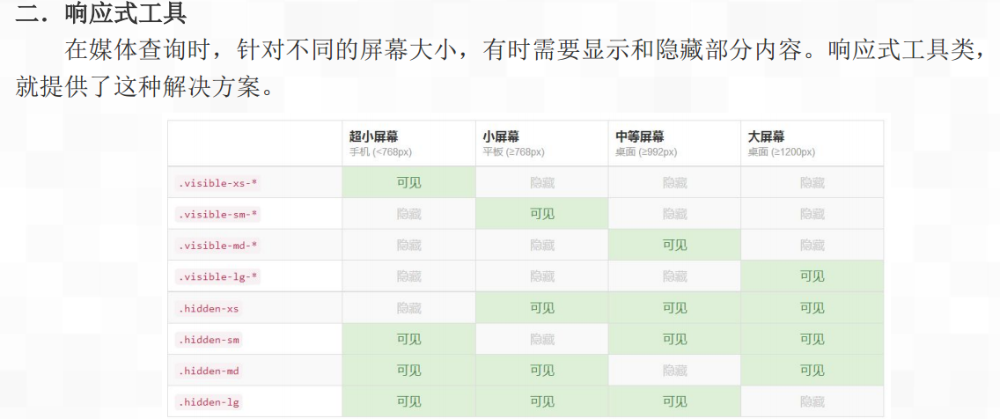 二．响应式工具
在媒体查询时，针对不同的屏幕大小，有时需要显示和隐藏部分内容。响应式工具类，
就提供了这种解决方案。
超小屏幕 小屏幕 中等屏幕 大屏幕
手机 (<768px) 平板 (≥768px) 桌面 (≥992px) 桌面 (≥1200px)
.visible-xs-* 可见 隐藏 隐藏 隐藏
.visible-sm-* 隐藏 可见 隐藏 隐藏
.visible-md-* 隐藏 隐藏 可见 隐藏
.visible-lg-* 隐藏 隐藏 隐藏 可见
.hidden-xs 隐藏 可见 可见 可见
.hidden-sm 可见 隐藏 可见 可见
.hidden-md 可见 可见 隐藏 可见
.hidden-lg 可见 可见 可见 隐藏